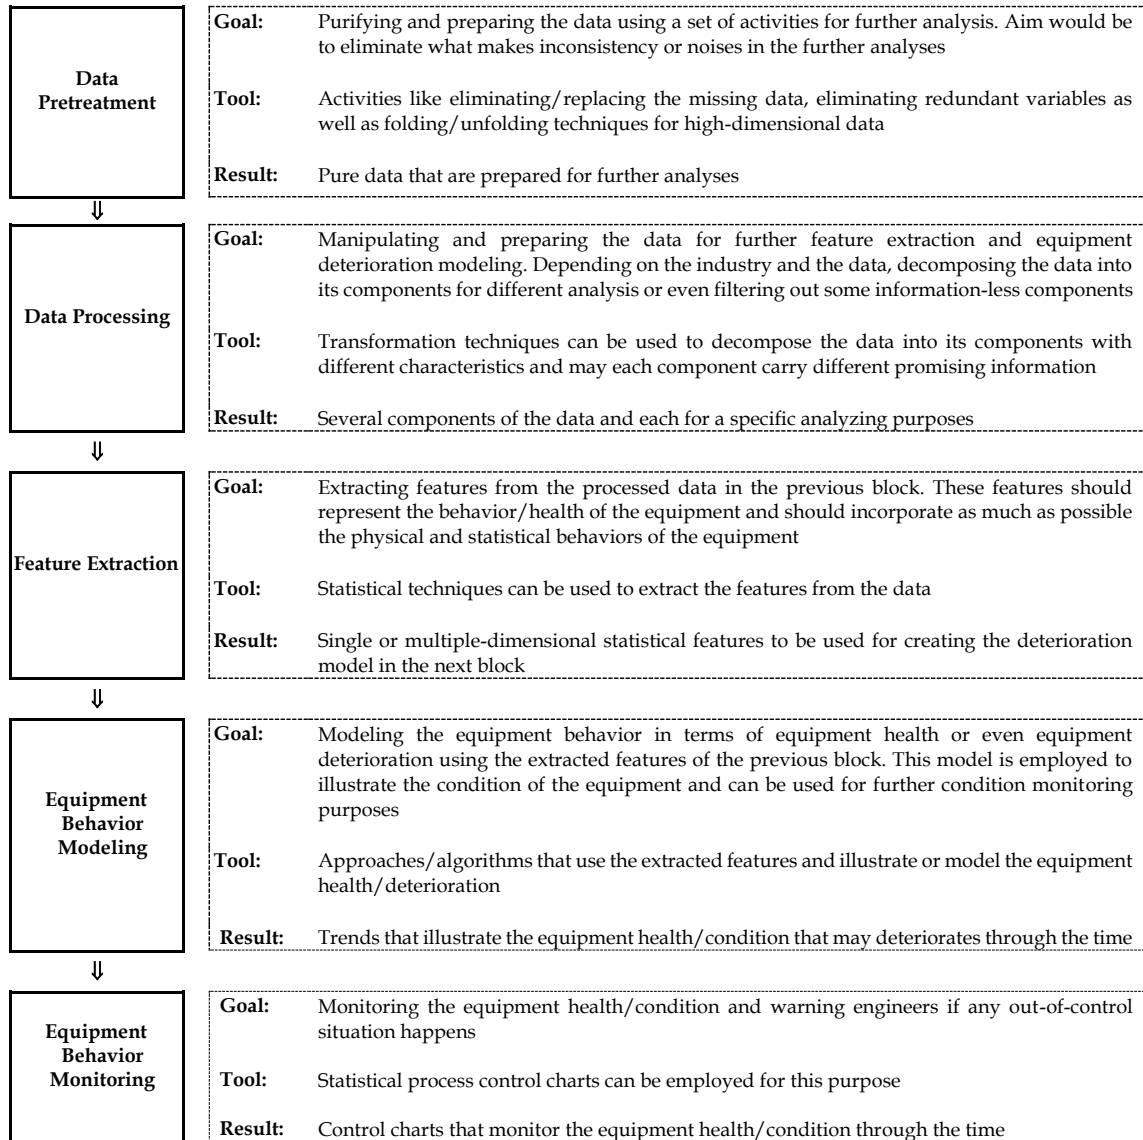 Data
Pretreatment
Goal: Purifying and preparing the data using a set of activities for further analysis. Aim would be
to eliminate what makes inconsistency or noises in the further analyses
Tool: Activities like eliminating/replacing the missing data, eliminating redundant variables as
well as folding/unfolding techniques for high-dimensional data
Result: Pure data that are prepared for further analyses
⇓
Data Processing
Goal: Manipulating and preparing the data for further feature extraction and equipment
deterioration modeling. Depending on the industry and the data, decomposing the data into
its components for different analysis or even filtering out some information-less components
Tool: Transformation techniques can be used to decompose the data into its components with
different characteristics and may each component carry different promising information
Result: Several components of the data and each for a specific analyzing purposes
⇓
Feature Extraction
Goal: Extracting features from the processed data in the previous block. These features should
represent the behavior/health of the equipment and should incorporate as much as possible
the physical and statistical behaviors of the equipment
Tool: Statistical techniques can be used to extract the features from the data
Result: Single or multiple-dimensional statistical features to be used for creating the deterioration
model in the next block
⇓
Equipment
Behavior
Modeling
Goal: Modeling the equipment behavior in terms of equipment health or even equipment
deterioration using the extracted features of the previous block. This model is employed to
illustrate the condition of the equipment and can be used for further condition monitoring
purposes
Tool: Approaches/algorithms that use the extracted features and illustrate or model the equipment
health/deterioration
Result: Trends that illustrate the equipment health/condition that may deteriorates through the time
⇓
Equipment
Behavior
Monitoring
Goal: Monitoring the equipment health/condition and warning engineers if any out-of-control
situation happens
Tool: Statistical process control charts can be employed for this purpose
Result: Control charts that monitor the equipment health/condition through the time